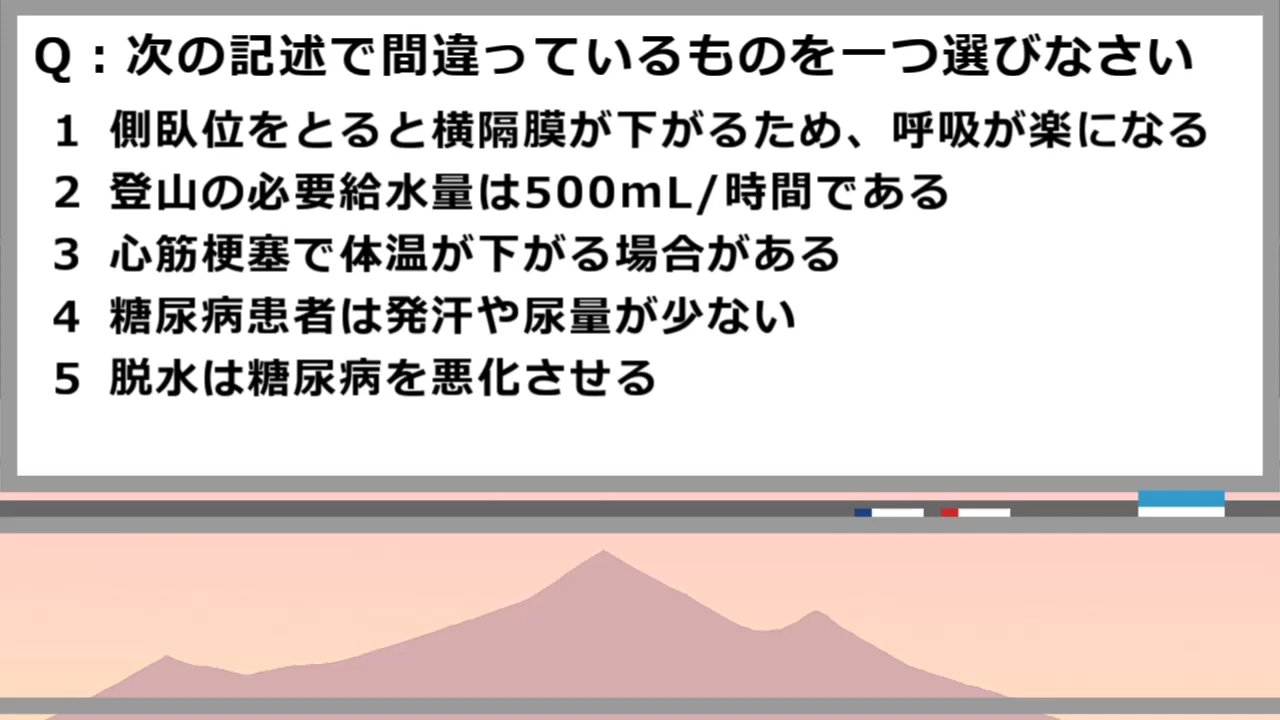 Q：次の記述で間違っているものを一つ選びなさい
1 側臥位をとると横隔膜が下がるため、呼吸が楽になる
2 登山の必要給水量は500mL/時間である
3 心筋梗塞で体温が下がる場合がある
4 糖尿病患者は発汗や尿量が少ない
5 脱水は糖尿病を悪化させる